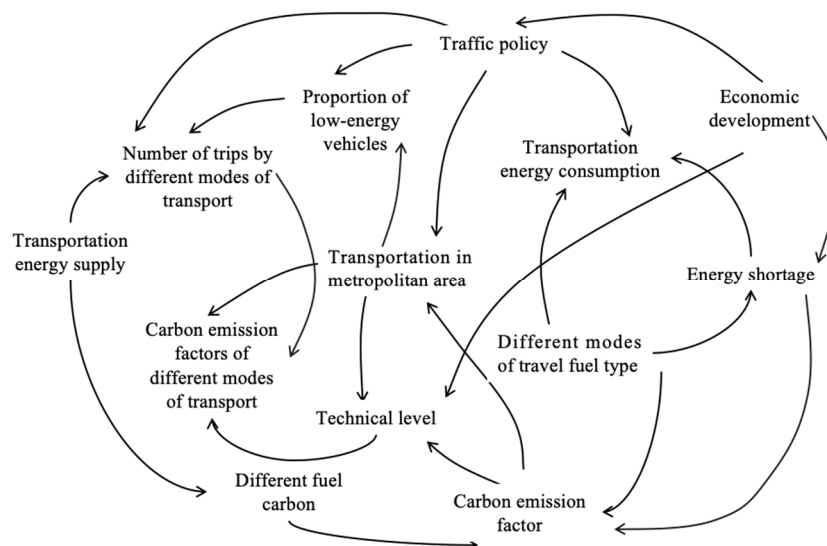 Traffic policy
Proportion of
low-energy
vehicles
Economic
development
Number of trips by
different modes of
transport
Transportation
energy consumption
Transportation
energy supply
Transportation in
metropolitan area
Energy shortage
Carbon emission
factors of
different modes
of transport
Different modes
of travel fuel type
Technical level
Different fuel
carbon
Carbon emission
factor